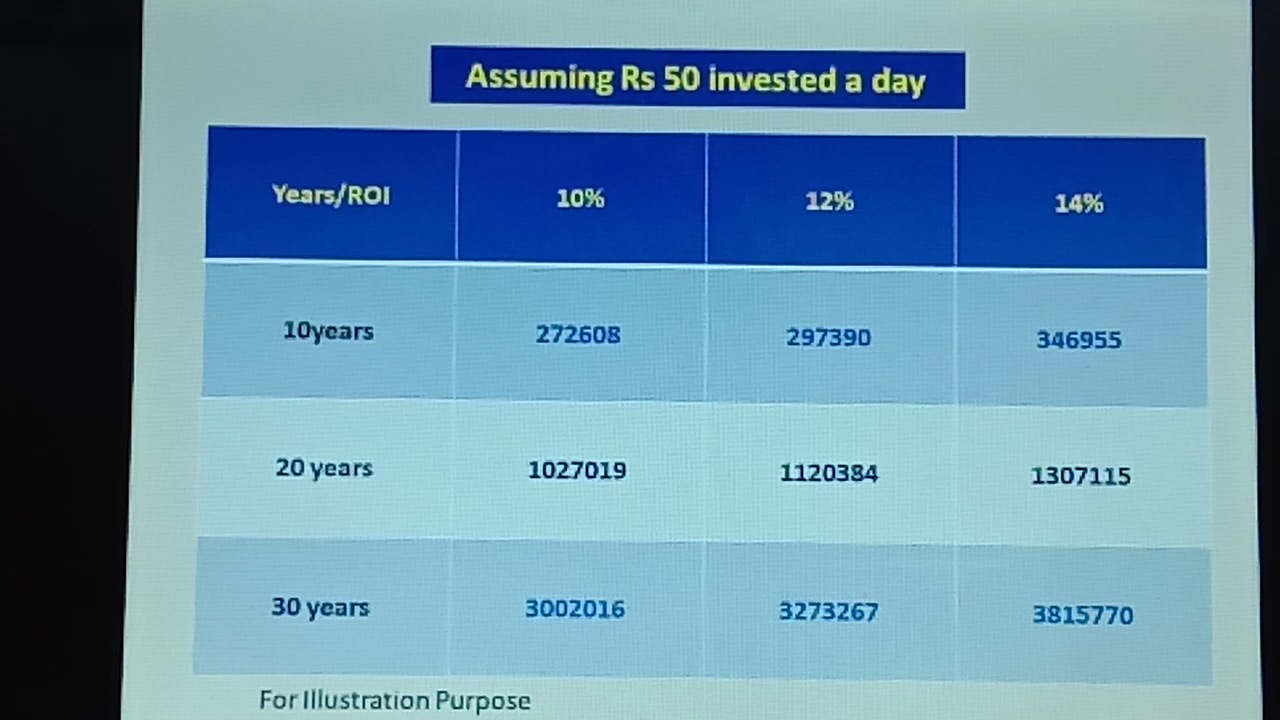 Assuming Rs 50 invested a day
Years/ROI 10% 12% 14%
10years 272608 297390 346955
20 years 1027019 1120384 1307115
30 years 3002016 3273267 3815770
For Illustration Purpose